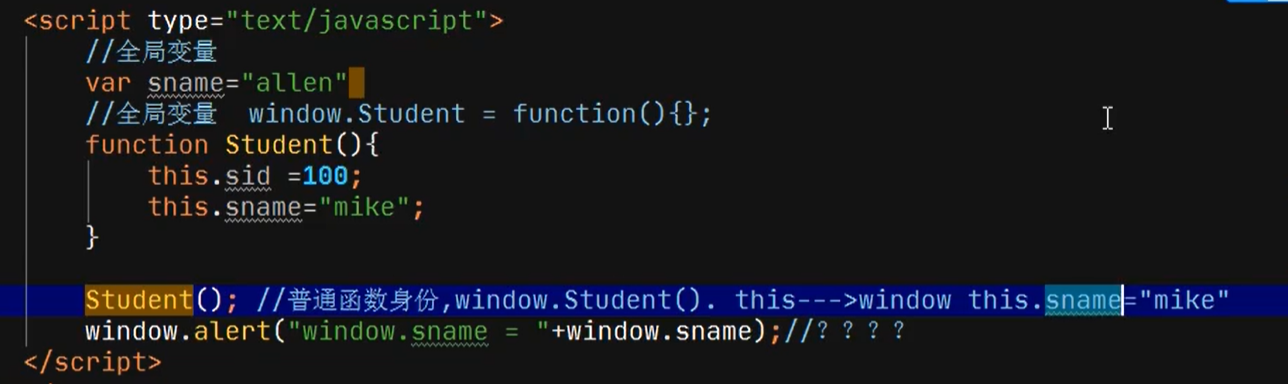 <script type="text/javascript">
//全局变量
var sname="allen"
//全局变量  window.Student = function(){};
function Student(){
this.sid =100;
this.sname="mike";
}
Student(); //普通函数身份,window.Student(). this--->window this.sname="mike"
window.alert("window.sname = "+window.sname);//？？？？
</script>